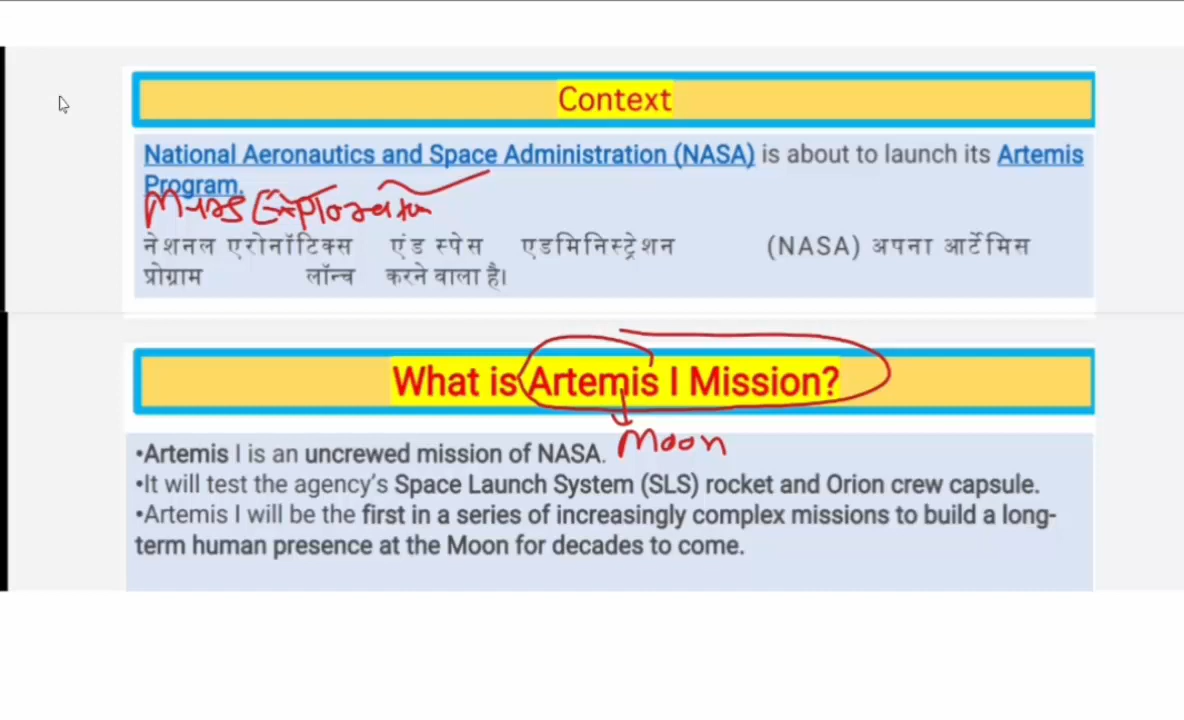 Context
National Aeronautics and Space Administration (NASA) is about to launch its Artemis
Program.
Mars Exploration
नेशनल एरोनॉटिक्स एंड स्पेस एडमिनिस्ट्रेशन (NASA) अपना आर्टेमिस
प्रोग्राम लॉन्च करने वाला है।
What is Artemis I Mission?
Moon
•Artemis I is an uncrewed mission of NASA.
•It will test the agency's Space Launch System (SLS) rocket and Orion crew capsule.
•Artemis I will be the first in a series of increasingly complex missions to build a long-
term human presence at the Moon for decades to come.